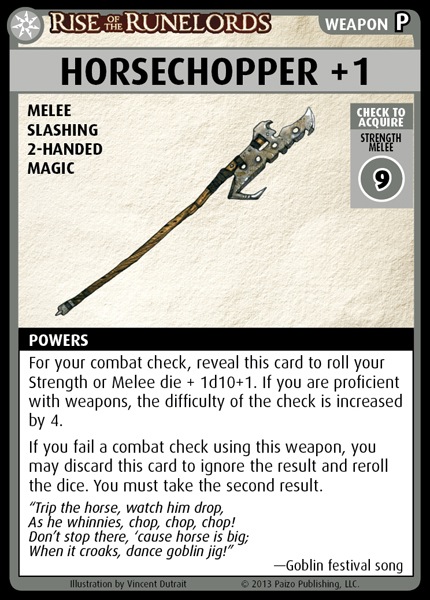 RISE OF THE RUNELORDS
WEAPON P
HORSECHOPPER +1
MELEE
SLASHING
2-HANDED
MAGIC
CHECK TO
ACQUIRE
STRENGTH
MELEE
9
POWERS
For your combat check, reveal this card to roll your
Strength or Melee die + 1d10+1. If you are proficient
with weapons, the difficulty of the check is increased
by 4.
If you fail a combat check using this weapon, you
may discard this card to ignore the result and reroll
the dice. You must take the second result.
“Trip the horse, watch him drop,
As he whinnies, chop, chop, chop!
Don’t stop there, ‘cause horse is big;
When it croaks, dance goblin jig!”
—Goblin festival song
Illustration by Vincent Dutrait
© 2013 Paizo Publishing, LLC.